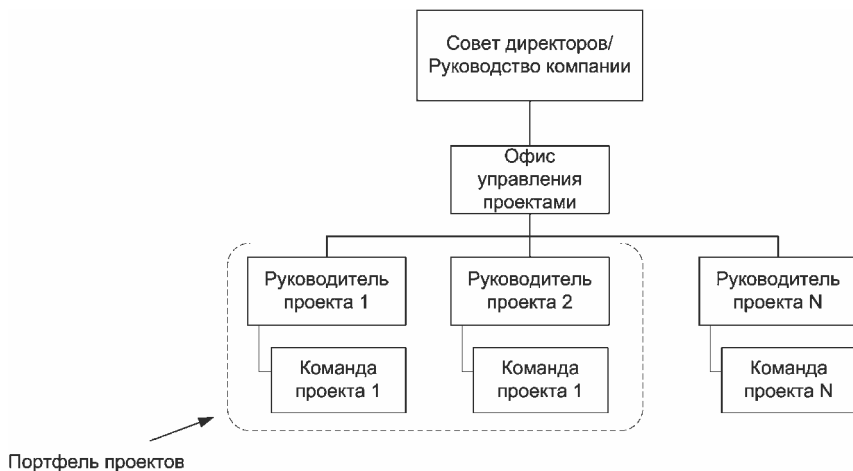 Совет директоров/
Руководство компании
Офис
управления
проектами
Руководитель
проекта 1
Руководитель
проекта 2
Руководитель
проекта N
Команда
проекта 1
Команда
проекта 1
Команда
проекта N
Портфель проектов